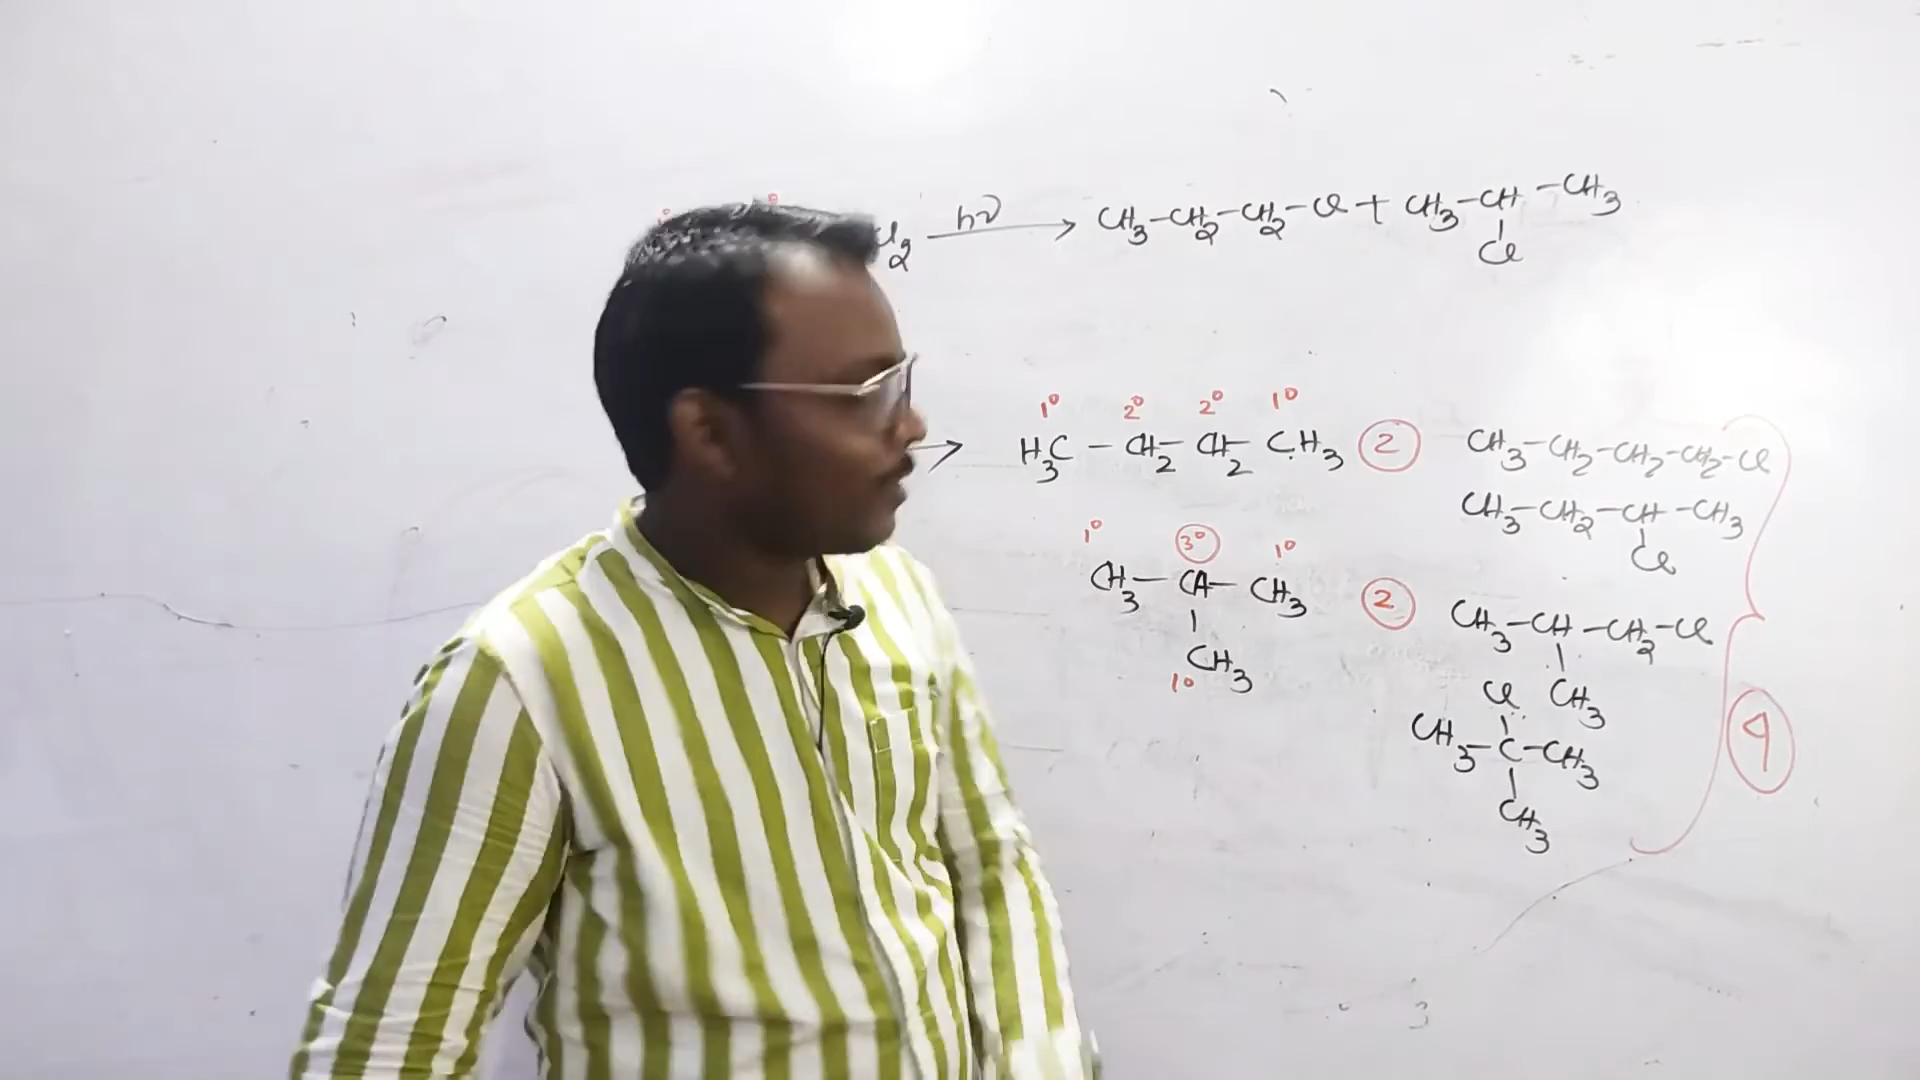 l2 hν → CH3-CH2-CH2-Cl + CH3-CH-CH3
Cl
1° 2° 2° 1°
→ H3C - CH2 - CH2 - CH3 2
CH3-CH2-CH2-CH2-Cl
CH3-CH2-CH-CH3
Cl
1° 3° 1°
CH3 - CH - CH3 2
CH3
1°
CH3-CH-CH2-Cl
CH3
Cl
CH3-C-CH3
CH3
4